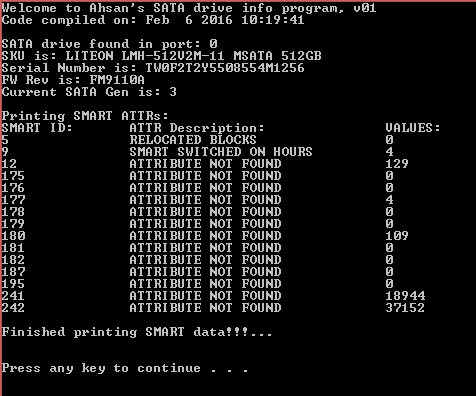 Welcome to Ahsan's SATA drive info program, v01
Code compiled on: Feb  6 2016 10:19:41
SATA drive found in port: 0
SKU is: LITEON LMH-512V2M-11 MSATA 512GB
Serial Number is: TW0F2T2Y5508554M1256
FW Rev is: FM9110A
Current SATA Gen is: 3
Printing SMART ATTRs:
SMART ID: ATTR Description: VALUES:
5 RELOCATED BLOCKS 0
9 SMART SWITCHED ON HOURS 4
12 ATTRIBUTE NOT FOUND 129
175 ATTRIBUTE NOT FOUND 0
176 ATTRIBUTE NOT FOUND 0
177 ATTRIBUTE NOT FOUND 4
178 ATTRIBUTE NOT FOUND 0
179 ATTRIBUTE NOT FOUND 0
180 ATTRIBUTE NOT FOUND 109
181 ATTRIBUTE NOT FOUND 0
182 ATTRIBUTE NOT FOUND 0
187 ATTRIBUTE NOT FOUND 0
195 ATTRIBUTE NOT FOUND 0
241 ATTRIBUTE NOT FOUND 18944
242 ATTRIBUTE NOT FOUND 37152
Finished printing SMART data!!!...
Press any key to continue . . .